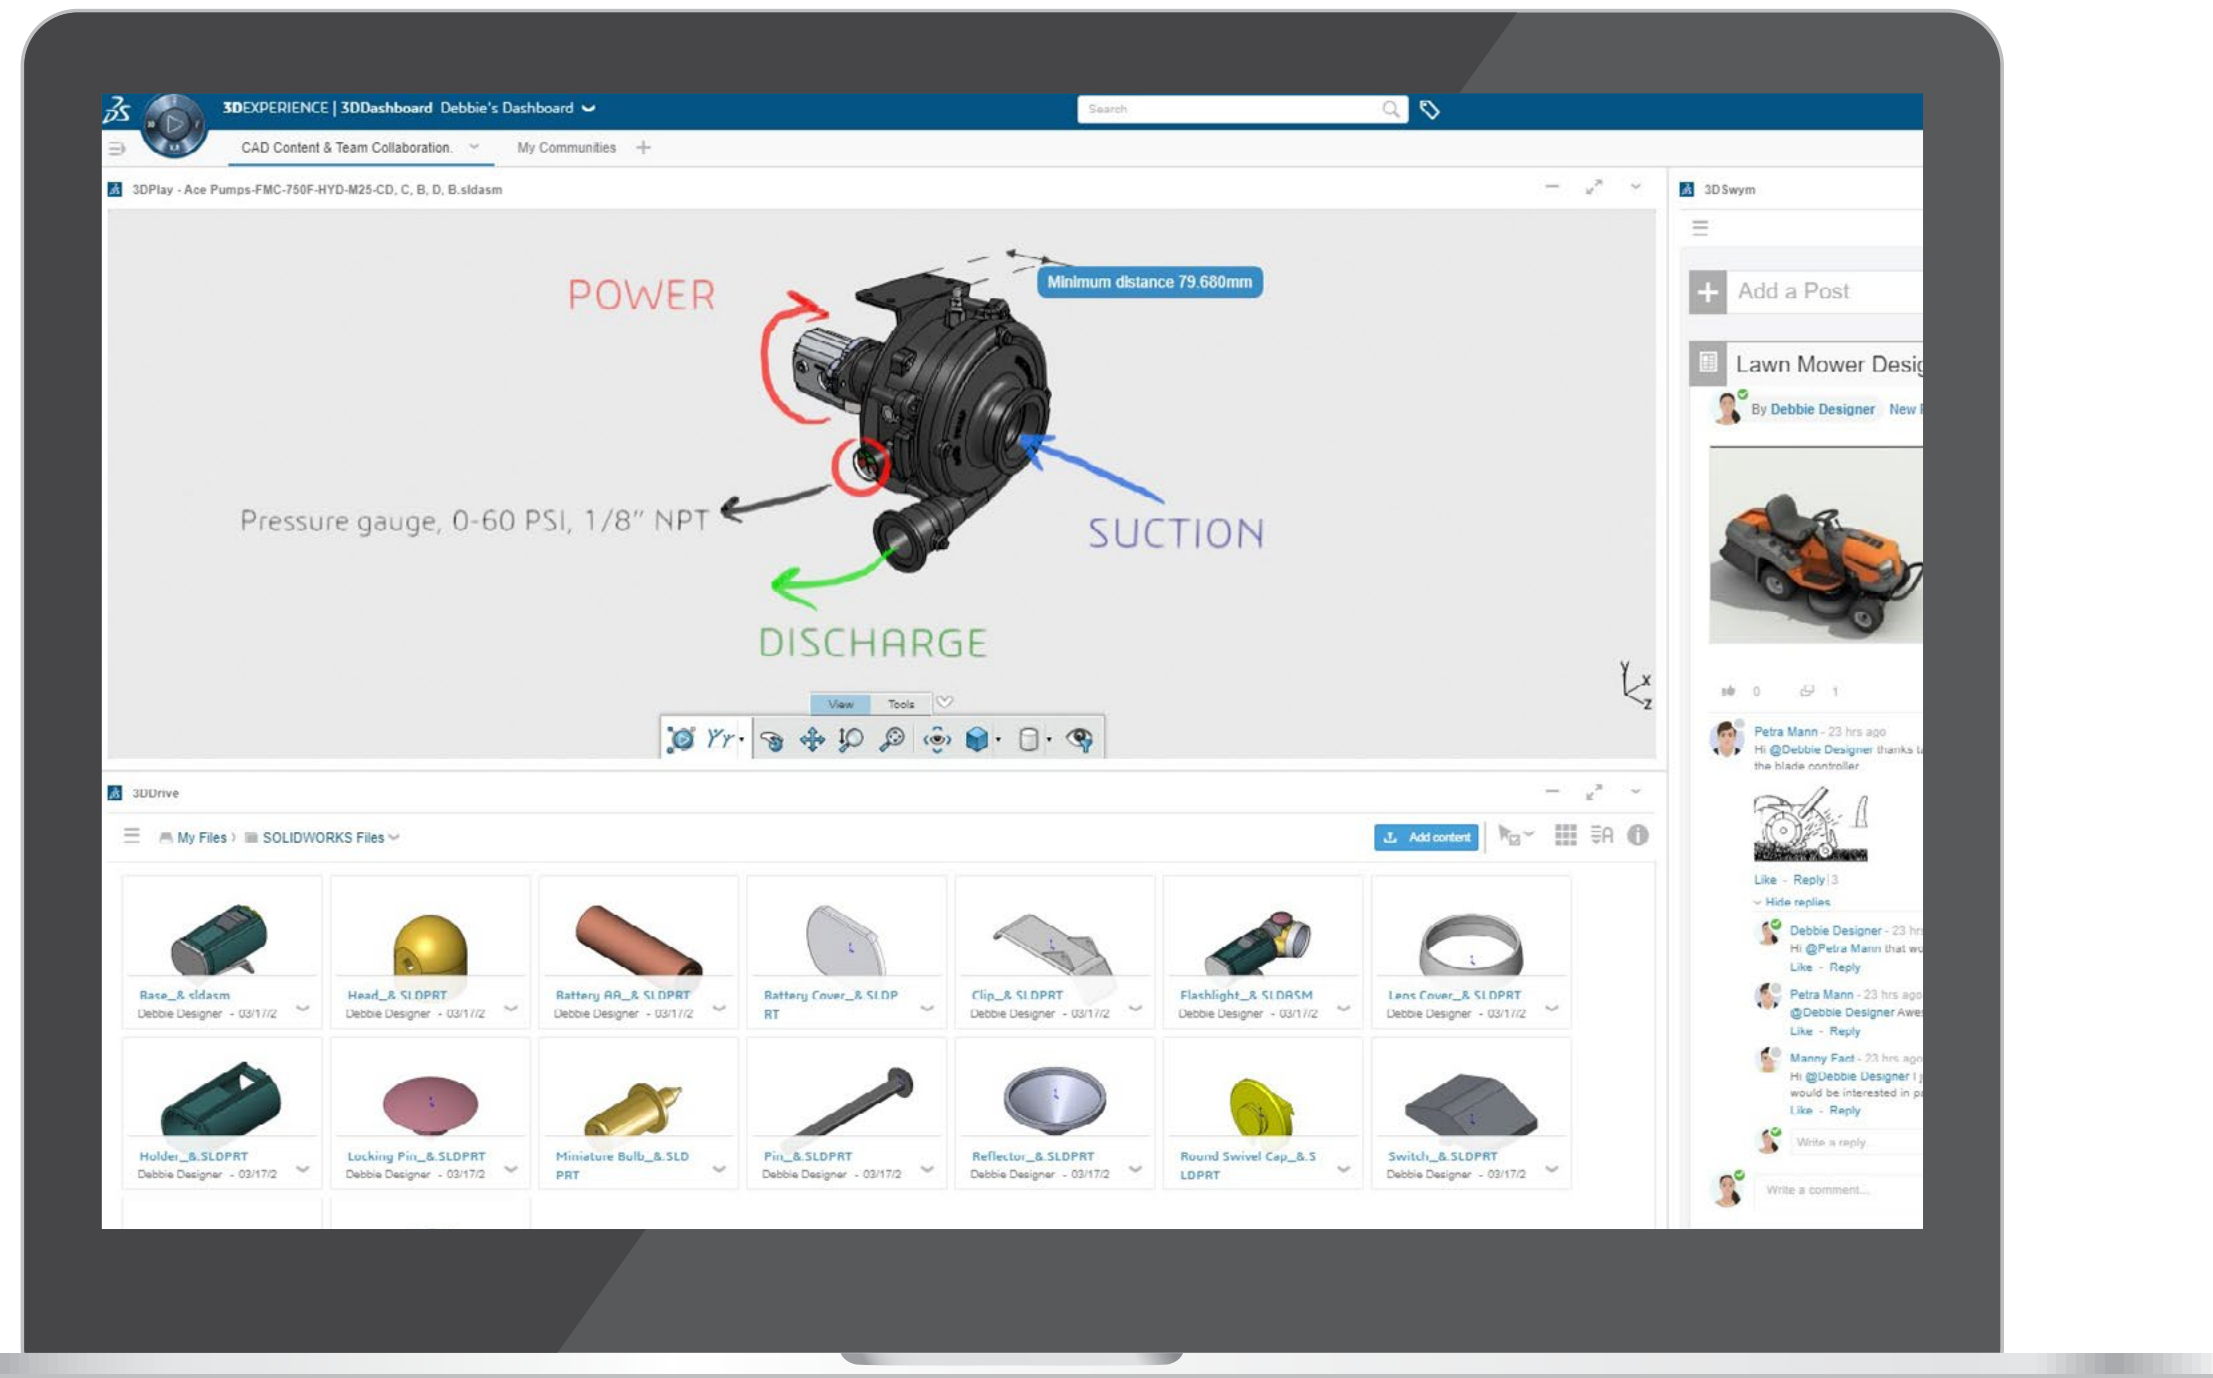 3DEXPERIENCE | 3DDashboard Debbie's Dashboard
Search
CAD Content & Team Collaboration.
My Communities
3DPlay - Ace Pumps-FMC-750F-HYD-M25-CD, C, B, D, B.sldasm
POWER
Minimum distance 79.680mm
Pressure gauge, 0-60 PSI, 1/8" NPT
SUCTION
DISCHARGE
Y
X
Z
View Tools
3DDrive
My Files SOLIDWORKS Files
Add content
Base_& sldasm
Debbie Designer - 03/17/2
Head_& SLDPRT
Debbie Designer - 03/17/2
Battery AA_& SLDPRT
Debbie Designer - 03/17/2
Battery Cover_& SLDP
RT
Clip_& SLDPRT
Debbie Designer - 03/17/2
Flashlight_& SLDASM
Debbie Designer - 03/17/2
Lens Cover_& SLDPRT
Debbie Designer - 03/17/2
Holder_&.SLDPRT
Debbie Designer - 03/17/2
Locking Pin_&.SLDPRT
Debbie Designer - 03/17/2
Miniature Bulb_&.SLD
PRT
Pin_&.SLDPRT
Debbie Designer - 03/17/2
Reflector_&.SLDPRT
Debbie Designer - 03/17/2
Round Swivel Cap_&.S
LDPRT
Switch_&.SLDPRT
Debbie Designer - 03/17/2
3DSwym
Add a Post
Lawn Mower Desig
By Debbie Designer New
0 1
Petra Mann - 23 hrs ago
Hi @Debbie Designer thanks
the blade controller
Like - Reply 3
Hide replies
Debbie Designer - 23 hr
Hi @Petra Mann that
Like - Reply
Petra Mann - 23 hrs ago
@Debbie Designer Awe
Like - Reply
Manny Fact - 23 hrs ago
Hi @Debbie Designer I
would be interested in
Like - Reply
Write a reply
Write a comment...